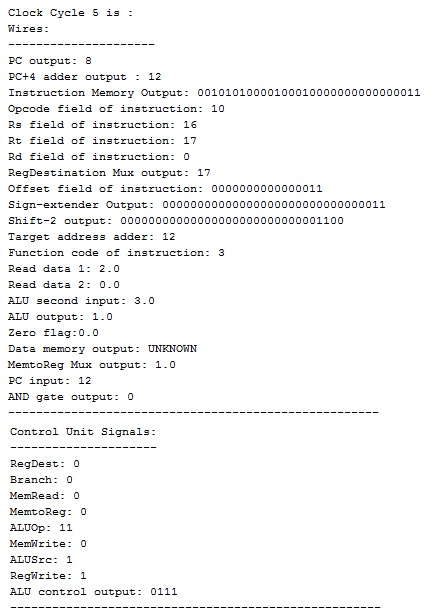 Clock Cycle 5 is :
Wires:
---------------------
PC output: 8
PC+4 adder output : 12
Instruction Memory Output: 00101010000100010000000000000011
Opcode field of instruction: 10
Rs field of instruction: 16
Rt field of instruction: 17
Rd field of instruction: 0
RegDestination Mux output: 17
Offset field of instruction: 0000000000000011
Sign-extender Output: 00000000000000000000000000000011
Shift-2 output: 00000000000000000000000000001100
Target address adder: 12
Function code of instruction: 3
Read data 1: 2.0
Read data 2: 0.0
ALU second input: 3.0
ALU output: 1.0
Zero flag:0.0
Data memory output: UNKNOWN
MemtoReg Mux output: 1.0
PC input: 12
AND gate output: 0
-----------------------------------------------------
Control Unit Signals:
---------------------
RegDest: 0
Branch: 0
MemRead: 0
MemtoReg: 0
ALUOp: 11
MemWrite: 0
ALUSrc: 1
RegWrite: 1
ALU control output: 0111
-----------------------------------------------------